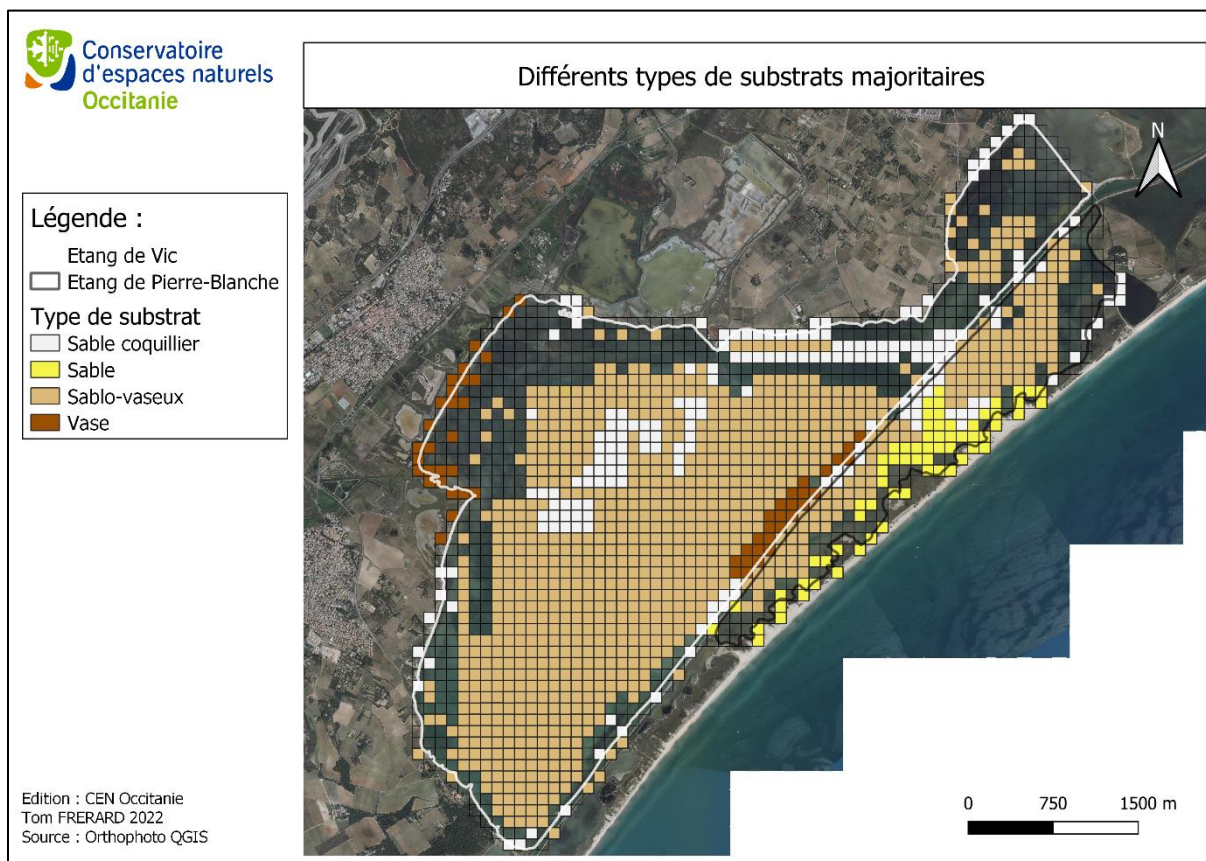 Conservatoire
d'espaces naturels
Occitanie
Différents types de substrats majoritaires
N
Légende :
Etang de Vic
Etang de Pierre-Blanche
Type de substrat
Sable coquillier
Sable
Sablo-vaseux
Vase
Edition : CEN Occitanie
Tom FRERARD 2022
Source : Orthophoto QGIS
0 750 1500 m